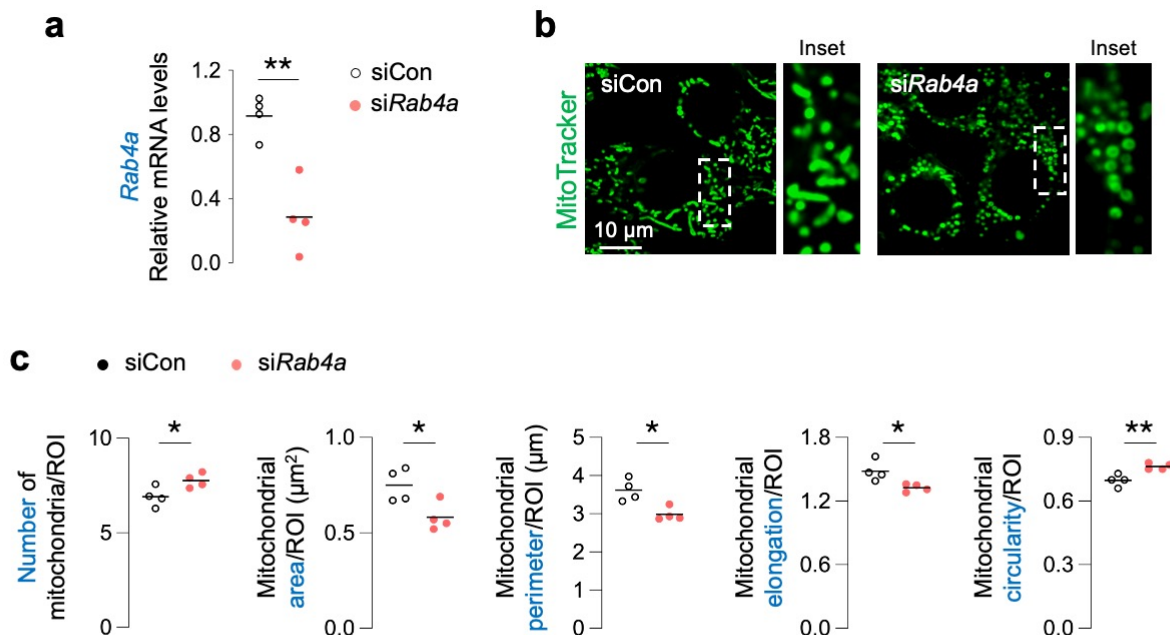 a
Rab4a
Relative mRNA levels
1.2
0.8
0.4
0.0
**
siCon
siRab4a
b
MitoTracker
siCon
10 μm
Inset
siRab4a
Inset
c
siCon
siRab4a
Number of
mitochondria/ROI
10
5
0
*
Mitochondrial
area/ROI (μm²)
1.0
0.5
0.0
*
Mitochondrial
perimeter/ROI (μm)
5
4
3
2
1
0
*
Mitochondrial
elongation/ROI
1.8
1.2
0.6
0.0
*
Mitochondrial
circularity/ROI
0.9
0.6
0.3
0.0
**